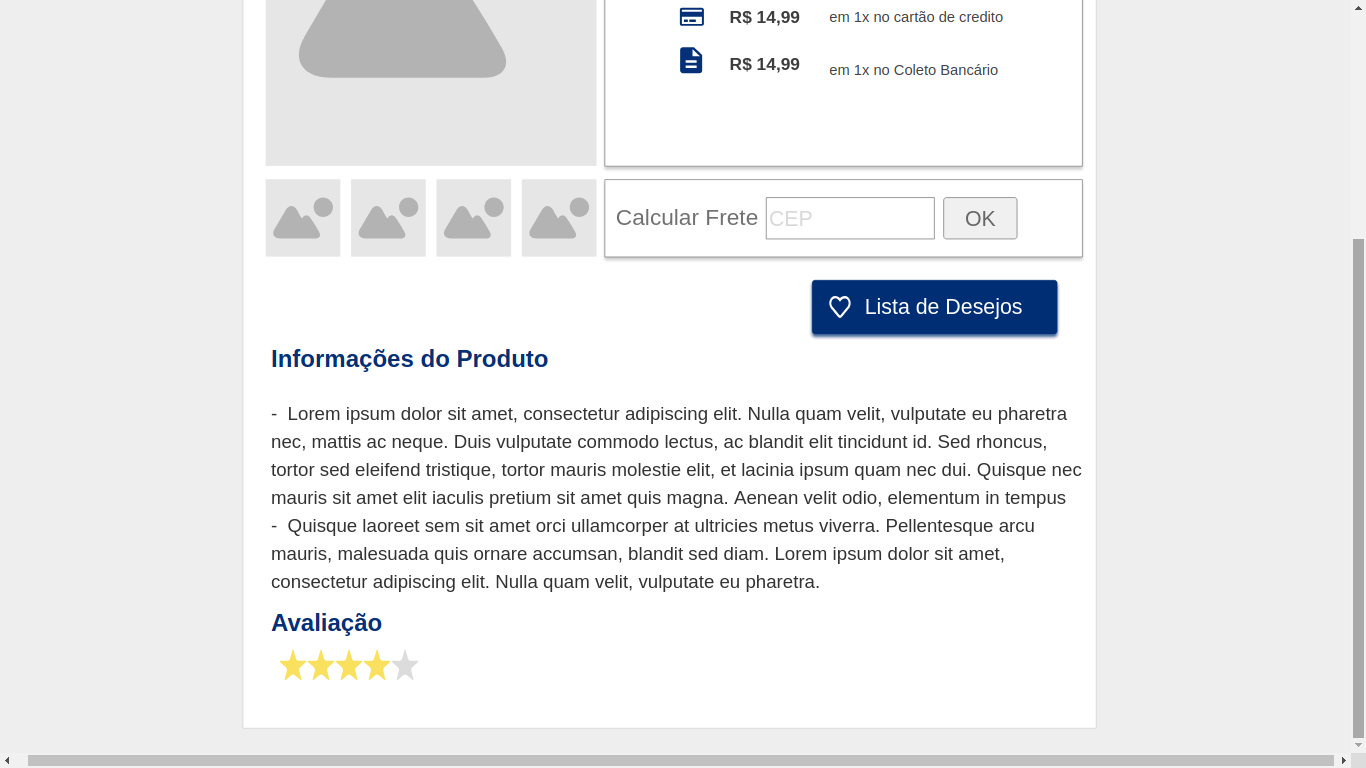 R$ 14,99 em 1x no cartão de credito
R$ 14,99 em 1x no Coleto Bancário
Calcular Frete CEP OK
Lista de Desejos
Informações do Produto
- Lorem ipsum dolor sit amet, consectetur adipiscing elit. Nulla quam velit, vulputate eu pharetra
nec, mattis ac neque. Duis vulputate commodo lectus, ac blandit elit tincidunt id. Sed rhoncus,
tortor sed eleifend tristique, tortor mauris molestie elit, et lacinia ipsum quam nec dui. Quisque nec
mauris sit amet elit iaculis pretium sit amet quis magna. Aenean velit odio, elementum in tempus
- Quisque laoreet sem sit amet orci ullamcorper at ultricies metus viverra. Pellentesque arcu
mauris, malesuada quis ornare accumsan, blandit sed diam. Lorem ipsum dolor sit amet,
consectetur adipiscing elit. Nulla quam velit, vulputate eu pharetra.
Avaliação